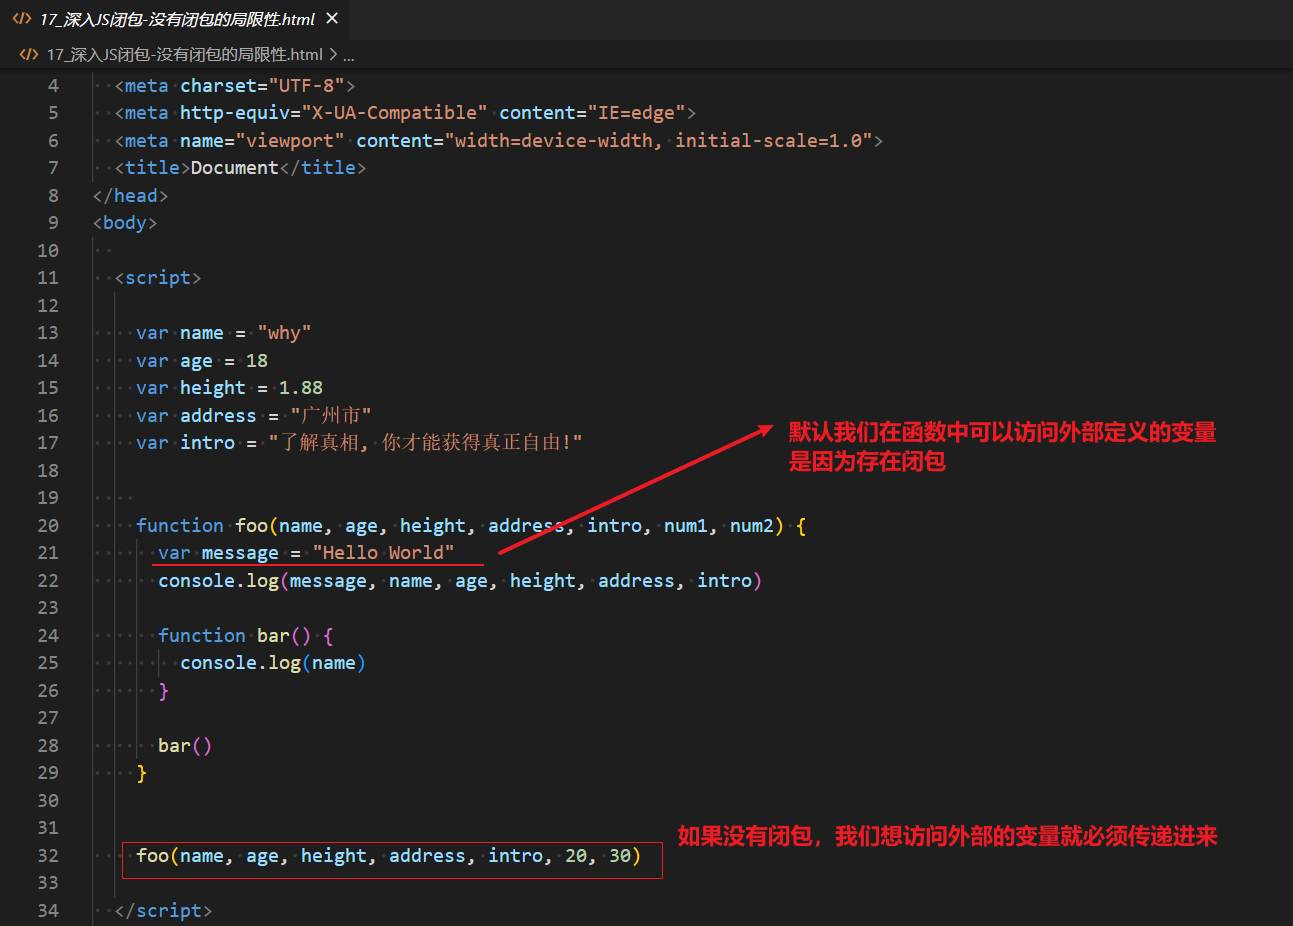 17_深入JS闭包-没有闭包的局限性.html ×
17_深入JS闭包-没有闭包的局限性.html > ...
4 <meta charset="UTF-8">
5 <meta http-equiv="X-UA-Compatible" content="IE=edge">
6 <meta name="viewport" content="width=device-width, initial-scale=1.0">
7 <title>Document</title>
8 </head>
9 <body>
10
11 <script>
12
13 var name = "why"
14 var age = 18
15 var height = 1.88
16 var address = "广州市"
17 var intro = "了解真相, 你才能获得真正自由!"
默认我们在函数中可以访问外部定义的变量
是因为存在闭包
18
19
20 function foo(name, age, height, address, intro, num1, num2) {
21 var message = "Hello World"
22 console.log(message, name, age, height, address, intro)
23
24 function bar() {
25 console.log(name)
26 }
27
28 bar()
29 }
30
31
如果没有闭包，我们想访问外部的变量就必须传递进来
32 foo(name, age, height, address, intro, 20, 30)
33
34 </script>